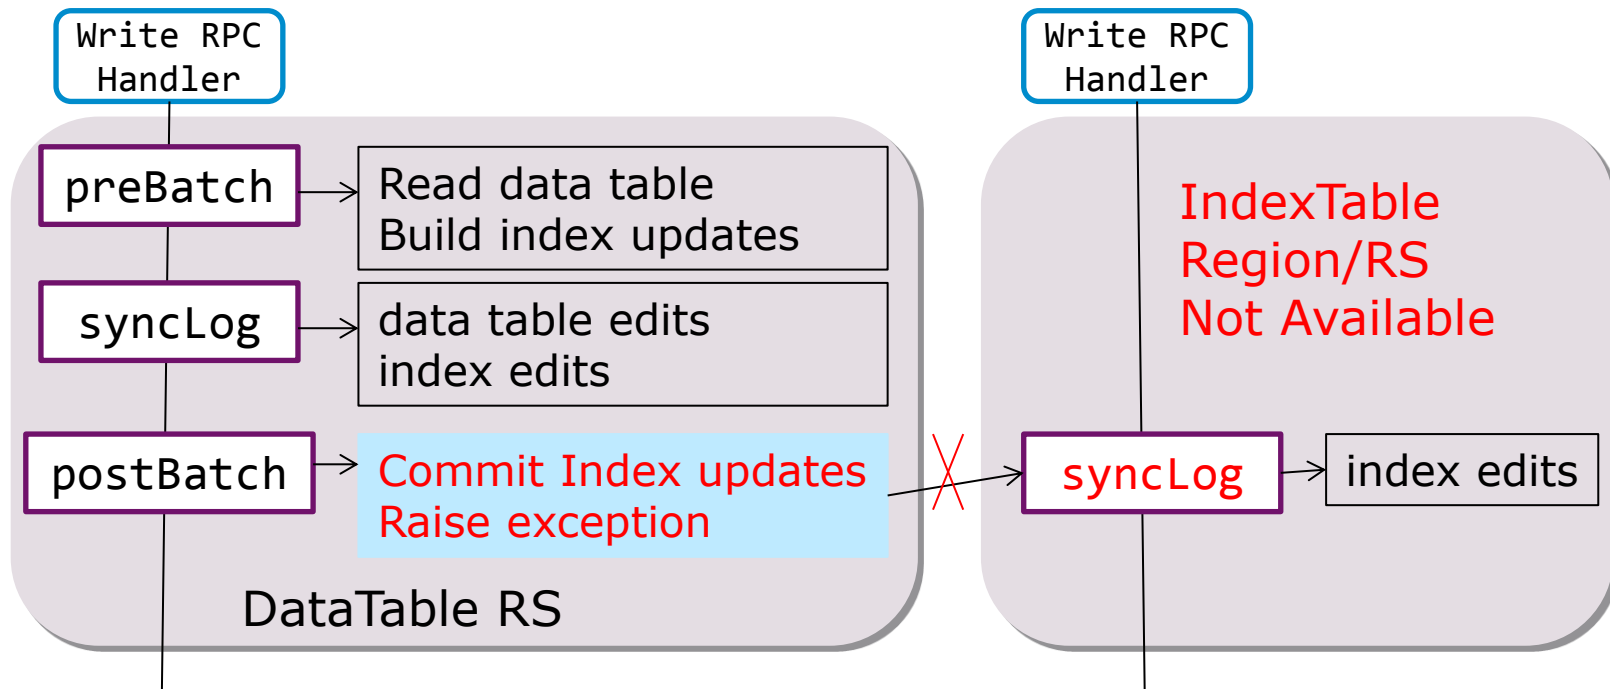 Write RPC
Handler
preBatch
Read data table
Build index updates
syncLog
data table edits
index edits
postBatch
Commit Index updates
Raise exception
DataTable RS
Write RPC
Handler
IndexTable
Region/RS
Not Available
syncLog
index edits